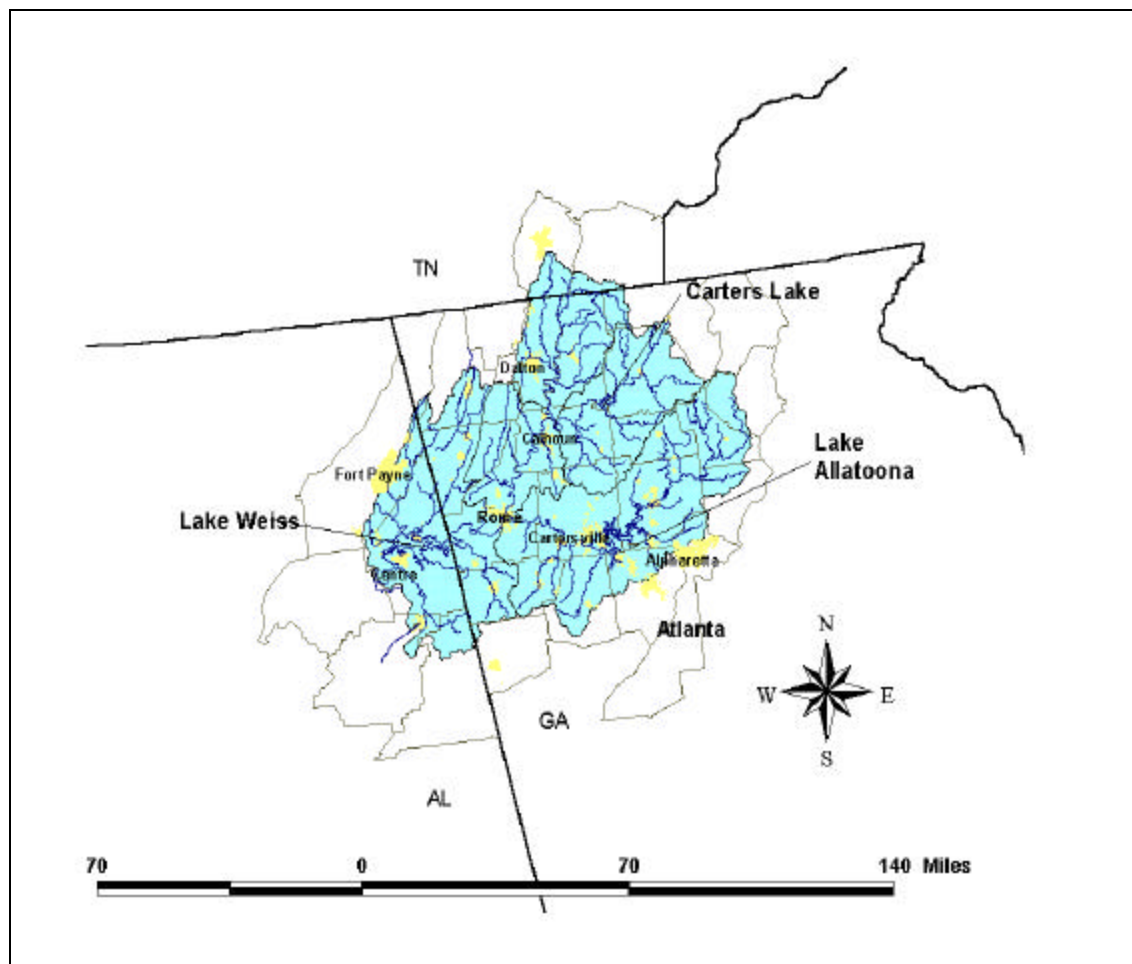 TN
Carters Lake
Dalton
Calhoun
Lake
Allatoona
Fort Payne
Lake Weiss
Rome
Cartersville
Alpharetta
Centre
Atlanta
N
W E
S
GA
AL
70 0 70 140 Miles